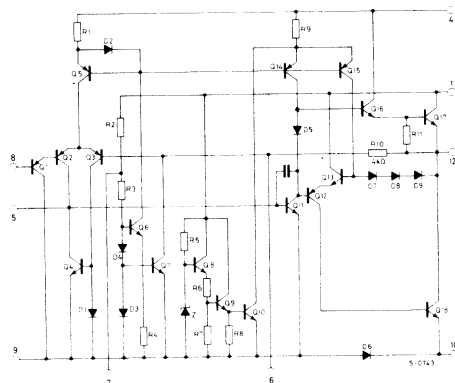 R1
D2
R9
4
Q5
Q14
Q15
1
R2
Q16
Q17
R11
D5
R10
4kΩ
12
8
Q1
Q2
Q3
R3
Q13
D7
D8
D9
5
Q11
Q12
Q6
Q4
D4
Q7
R5
Q8
R6
Q9
Q10
Q18
D1
D3
R4
Z
R7
R8
D6
9
10
S-0743
7
6